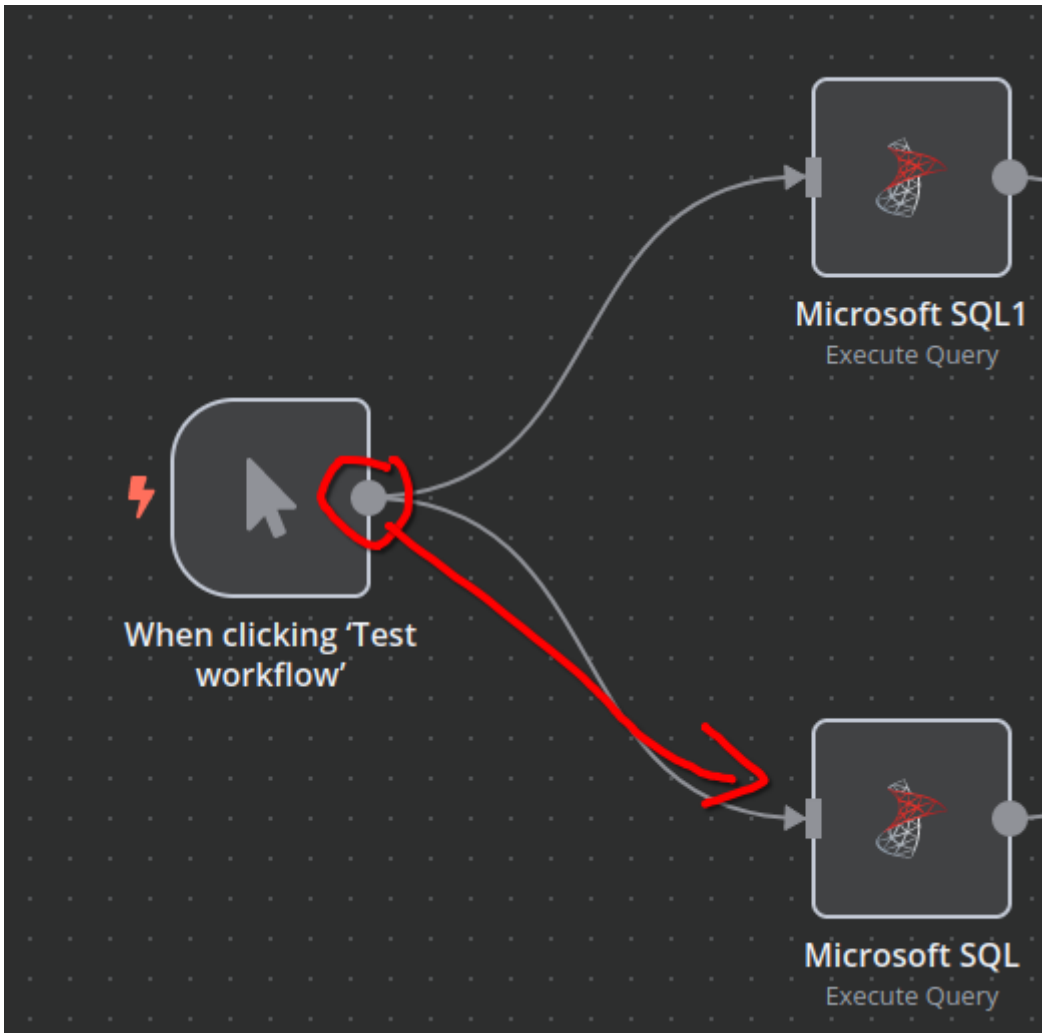 Microsoft SQL1
Execute Query
When clicking ‘Test
workflow’
Microsoft SQL
Execute Query